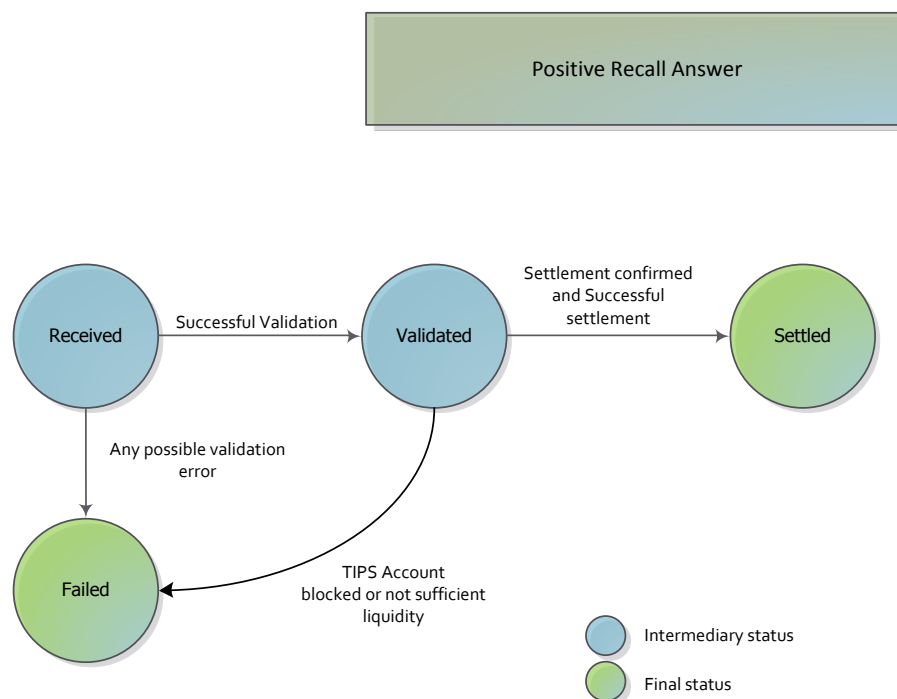 Positive Recall Answer
Settlement confirmed
and Successful
settlement
Received
Successful Validation
Validated
Settled
Any possible validation
error
Failed
TIPS Account
blocked or not sufficient
liquidity
Intermediary status
Final status